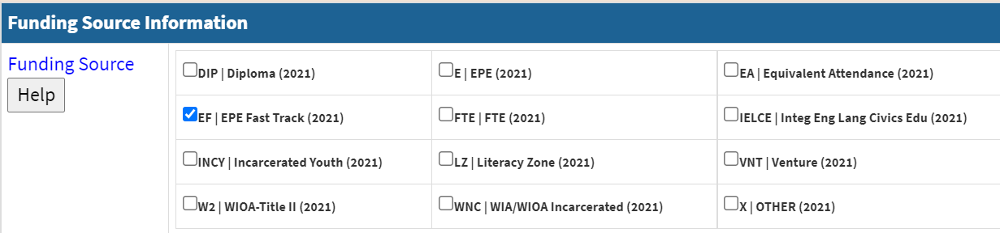 Funding Source Information
Funding Source
Help
DIP | Diploma (2021)
E | EPE (2021)
EA | Equivalent Attendance (2021)
EF | EPE Fast Track (2021)
FTE | FTE (2021)
IELCE | Integ Eng Lang Civics Edu (2021)
INCY | Incarcerated Youth (2021)
LZ | Literacy Zone (2021)
VNT | Venture (2021)
W2 | WIOA-Title II (2021)
WNC | WIA/WIOA Incarcerated (2021)
X | OTHER (2021)